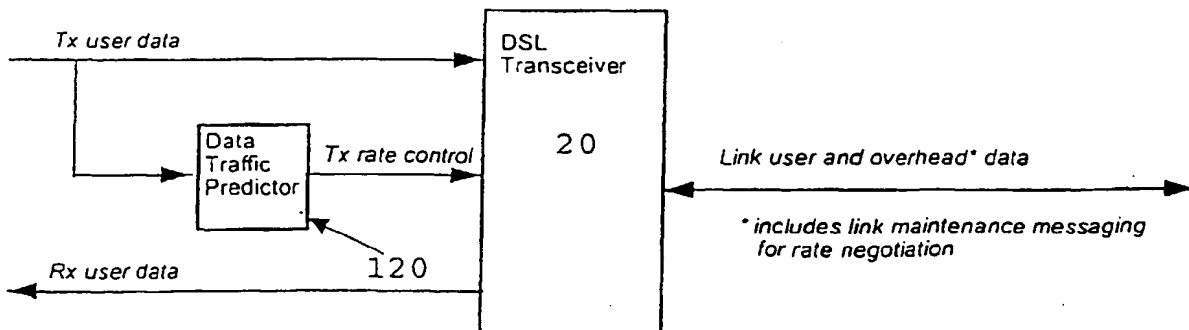 Tx user data
DSL
Transceiver
20
Data
Traffic
Predictor
Tx rate control
Link user and overhead* data
* includes link maintenance messaging
for rate negotiation
120
Rx user data